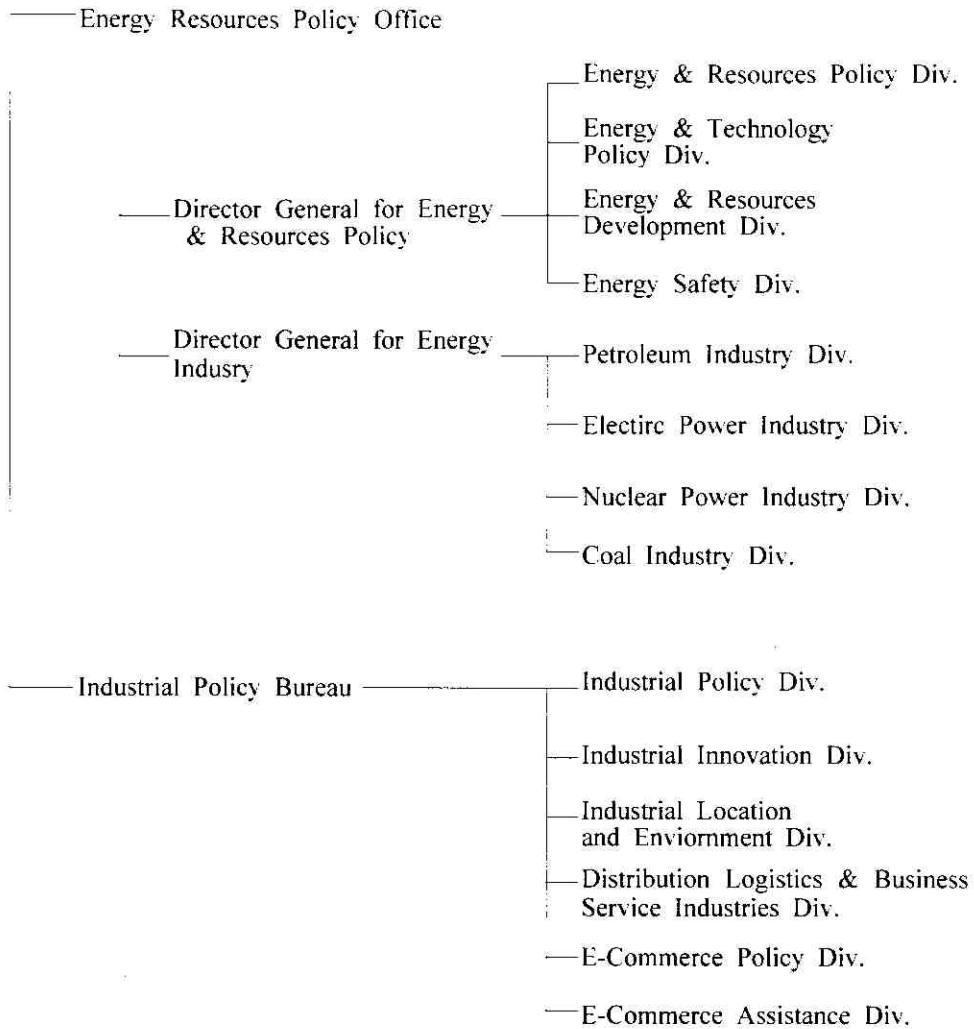 Energy Resources Policy Office
Energy & Resources Policy Div.
Energy & Technology
Policy Div.
Director General for Energy
& Resources Policy
Energy & Resources
Development Div.
Energy Safety Div.
Director General for Energy
Indusry
Petroleum Industry Div.
Electirc Power Industry Div.
Nuclear Power Industry Div.
Coal Industry Div.
Industrial Policy Bureau
Industrial Policy Div.
Industrial Innovation Div.
Industrial Location
and Enviornment Div.
Distribution Logistics & Business
Service Industries Div.
E-Commerce Policy Div.
E-Commerce Assistance Div.